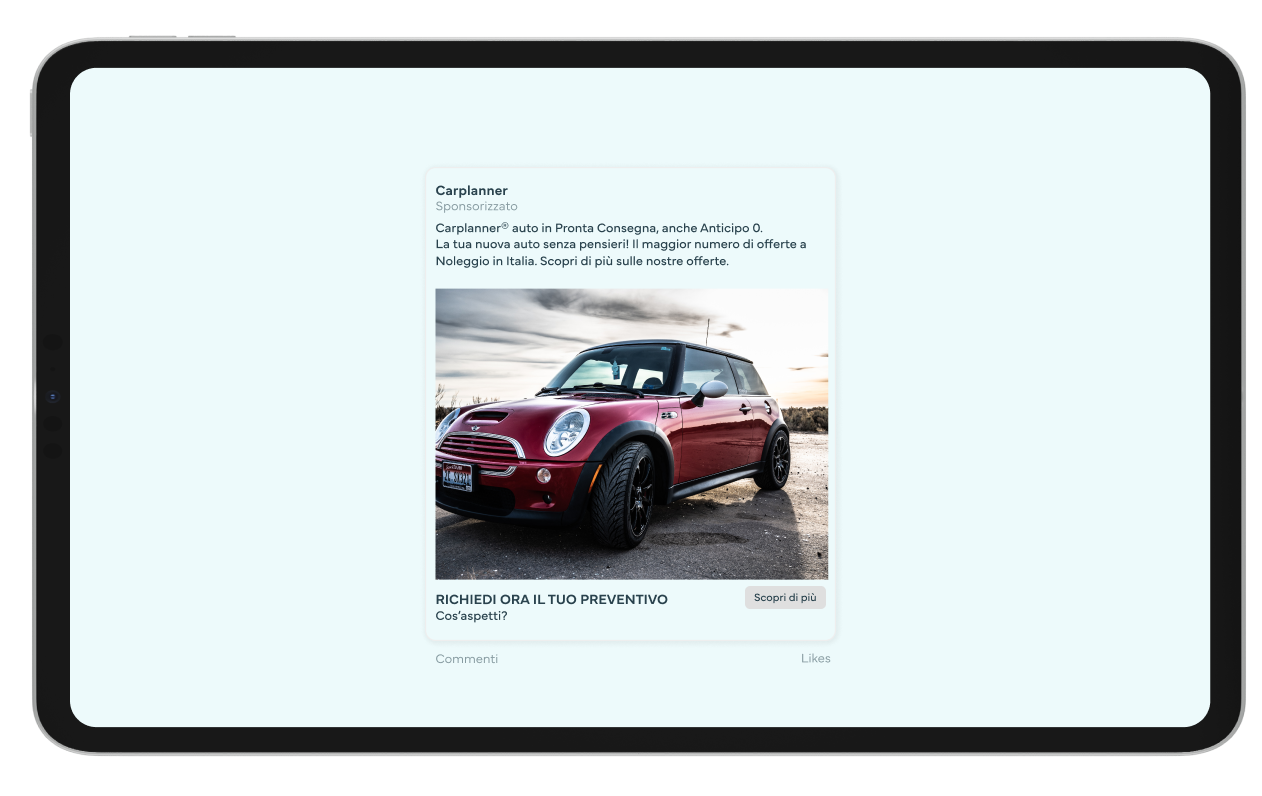 Carplanner
Sponsorizzato
Carplanner® auto in Pronta Consegna, anche Anticipo 0.
La tua nuova auto senza pensieri! Il maggior numero di offerte a
Noleggio in Italia. Scopri di più sulle nostre offerte.
RICHIEDI ORA IL TUO PREVENTIVO
Scopri di più
Cos'aspetti?
Commenti
Likes